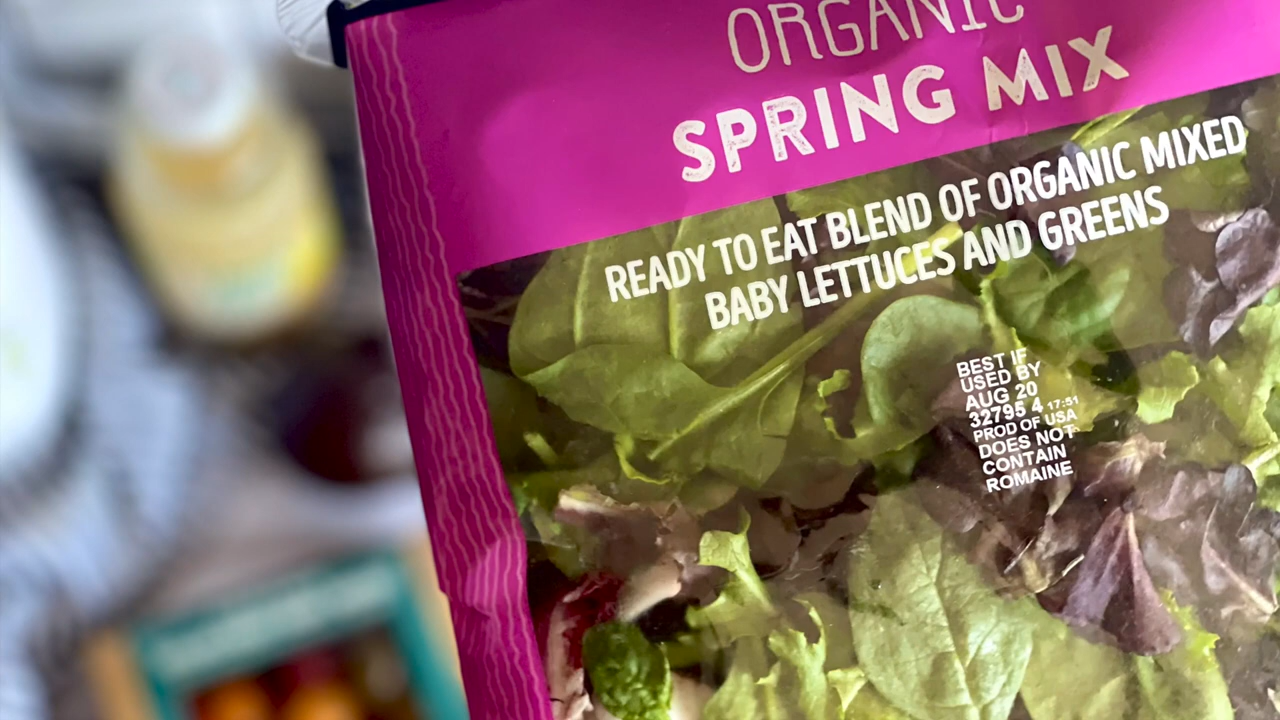 ORGANIC
SPRING MIX
READY TO EAT BLEND OF ORGANIC MIXED
BABY LETTUCES AND GREENS
BEST IF
USED BY
AUG 20
32795 4 17:51
PROD OF USA
DOES NOT
CONTAIN
ROMAINE